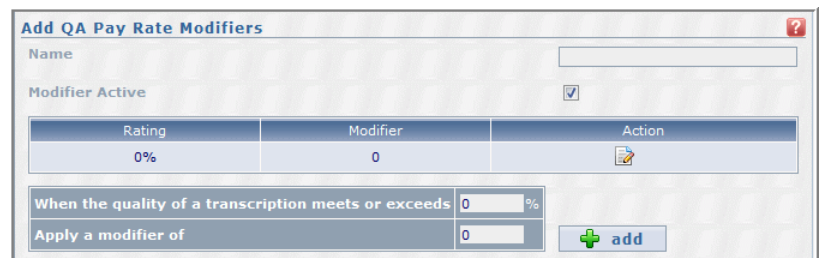 Add QA Pay Rate Modifiers ?
Name
Modifier Active
Rating Modifier Action
0% 0
When the quality of a transcription meets or exceeds 0 %
Apply a modifier of 0 add